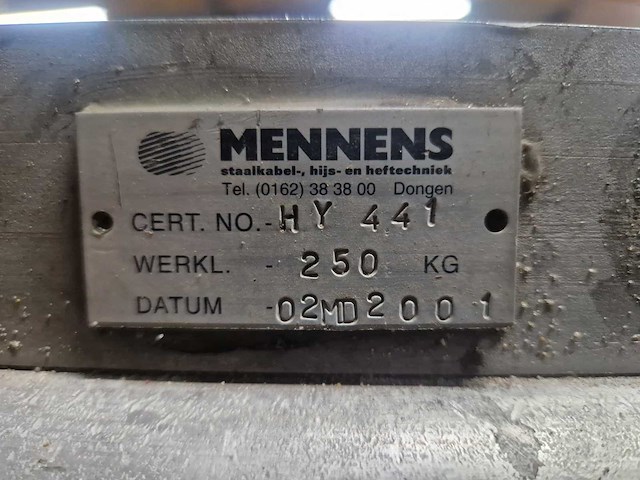 MENNENS
staalkabel-, hijs- en heftechniek
Tel. (0162) 38 38 00 Dongen
CERT. NO.-HY 441
WERKL. - 250 KG
DATUM -02MD2001